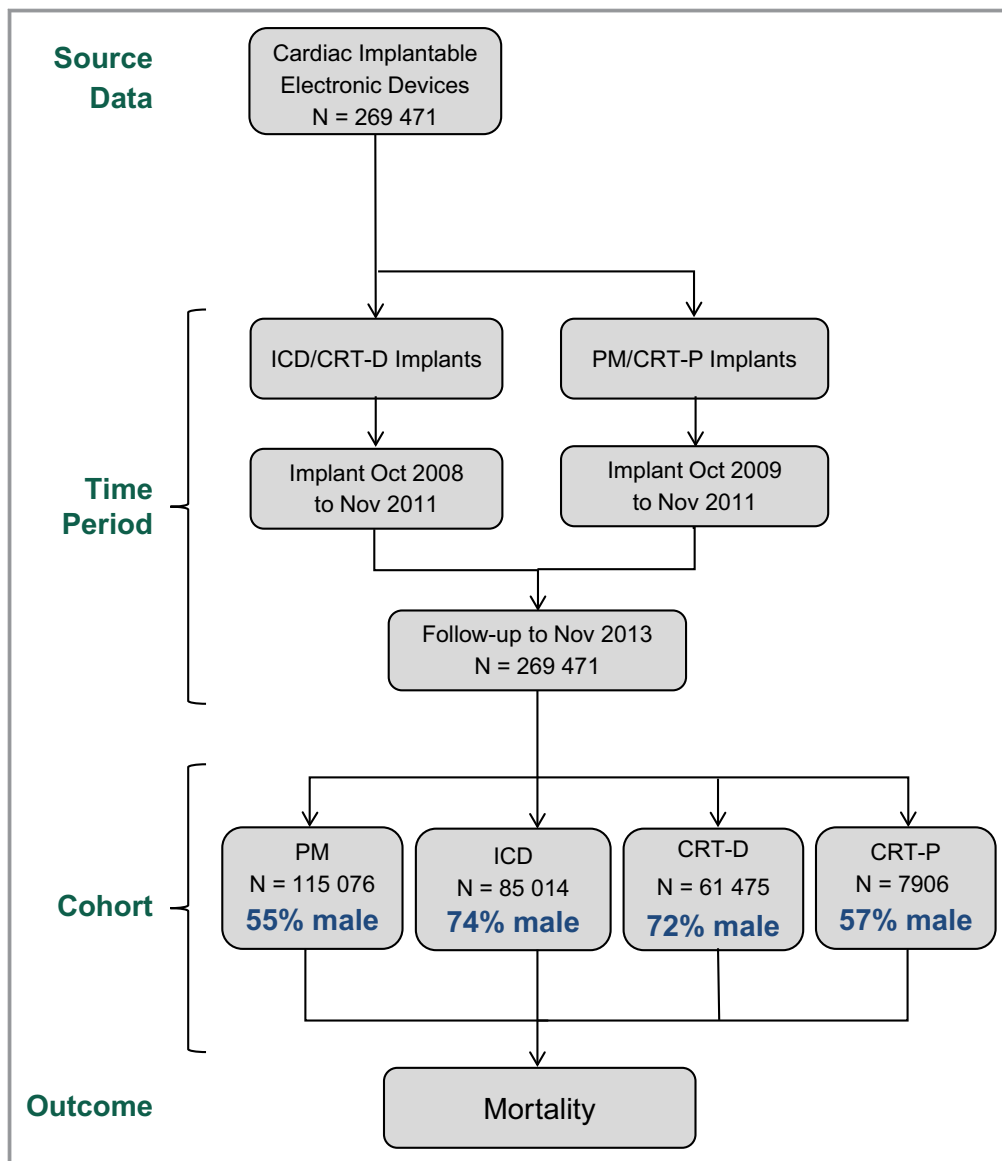 Source
Data
Cardiac Implantable
Electronic Devices
N = 269 471
ICD/CRT-D Implants
PM/CRT-P Implants
Time
Period
Implant Oct 2008
to Nov 2011
Implant Oct 2009
to Nov 2011
Follow-up to Nov 2013
N = 269 471
Cohort
PM
N = 115 076
55% male
ICD
N = 85 014
74% male
CRT-D
N = 61 475
72% male
CRT-P
N = 7906
57% male
Outcome
Mortality